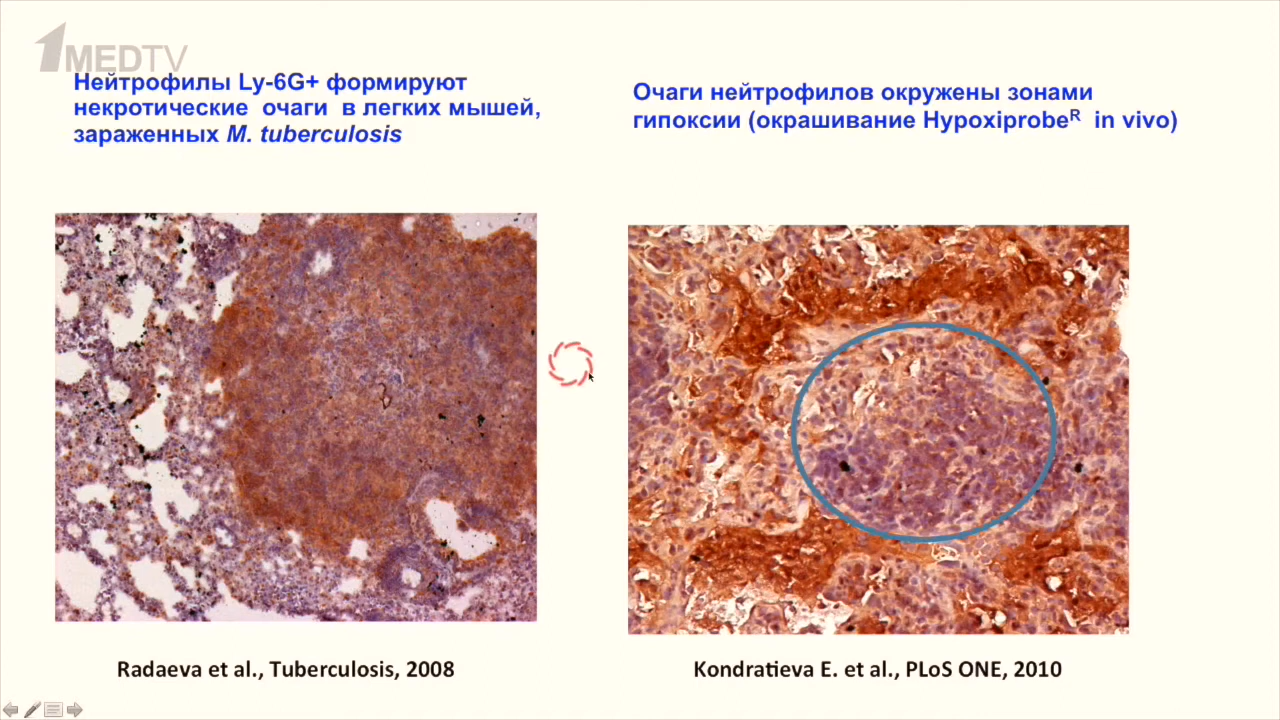 1MEDTV
Нейтрофилы Ly-6G+ формируют
некротические очаги в легких мышей,
зараженных M. tuberculosis
Очаги нейтрофилов окружены зонами
гипоксии (окрашивание Hypoxiprobeᴿ in vivo)
Radaeva et al., Tuberculosis, 2008
Kondratieva E. et al., PLoS ONE, 2010